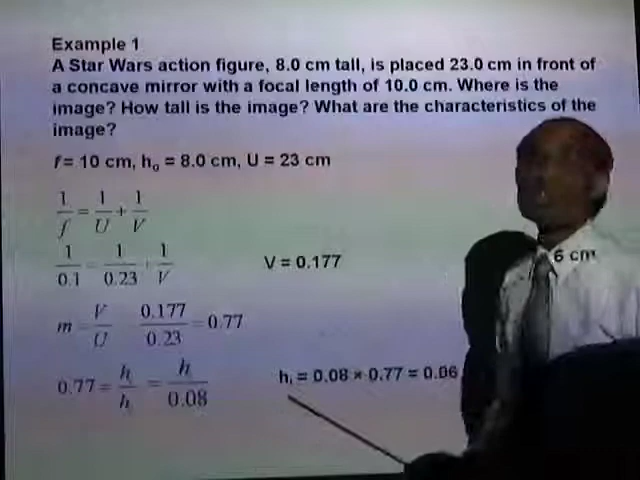 Example 1
A Star Wars action figure, 8.0 cm tall, is placed 23.0 cm in front of
a concave mirror with a focal length of 10.0 cm. Where is the
image? How tall is the image? What are the characteristics of the
image?
f = 10 cm, ho = 8.0 cm, U = 23 cm
1/f = 1/U + 1/V
1/0.1 = 1/0.23 + 1/V V = 0.177
6 cm
m = V/U 0.177/0.23 = 0.77
0.77 = h/h = h/0.08 hi = 0.08 × 0.77 = 0.06